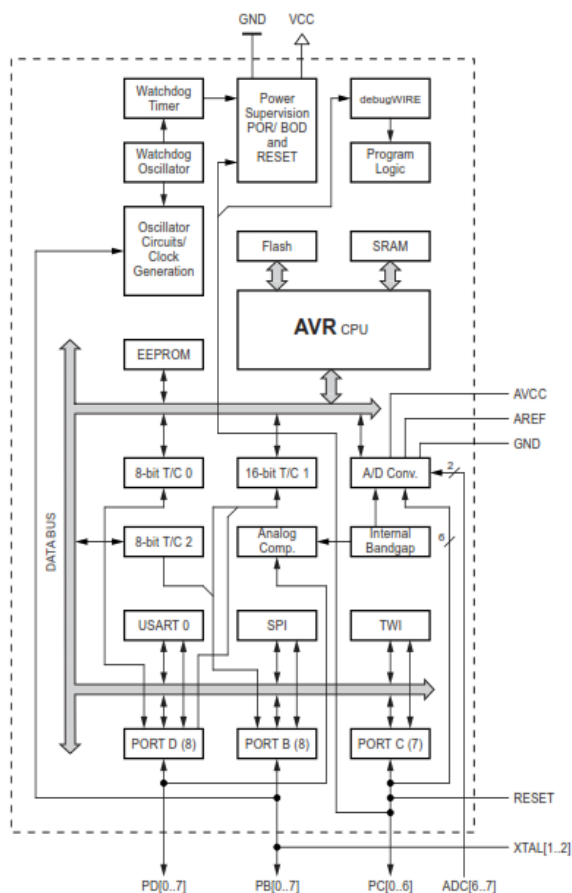 GND
VCC
Watchdog
Timer
Power
Supervision
POR/ BOD
and
RESET
debugWIRE
Watchdog
Oscillator
Program
Logic
Oscillator
Circuits/
Clock
Generation
Flash
SRAM
AVR CPU
EEPROM
AVCC
AREF
GND
8-bit T/C 0
16-bit T/C 1
A/D Conv.
2
DATA BUS
8-bit T/C 2
Analog
Comp.
Internal
Bandgap
6
USART 0
SPI
TWI
PORT D (8)
PORT B (8)
PORT C (7)
RESET
XTAL[1..2]
PD[0..7]
PB[0..7]
PC[0..6]
ADC[6..7]